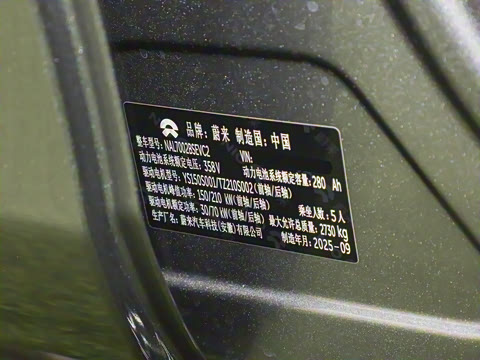 品牌: 蔚来 制造国: 中国
整车型号: NAL7002BSEVC2 VIN:
动力电池系统额定电压: 358V 动力电池系统额定容量: 280 Ah
驱动电机型号: YS150S001/TZ210S002 (前轴/后轴)
驱动电机峰值功率: 150/210 kW (前轴/后轴) 乘坐人数: 5人
驱动电机额定功率: 30/70 kW (前轴/后轴) 最大允许总质量: 2730 kg
生产厂名: 蔚来汽车科技(安徽)有限公司 制造年月: 2025-09